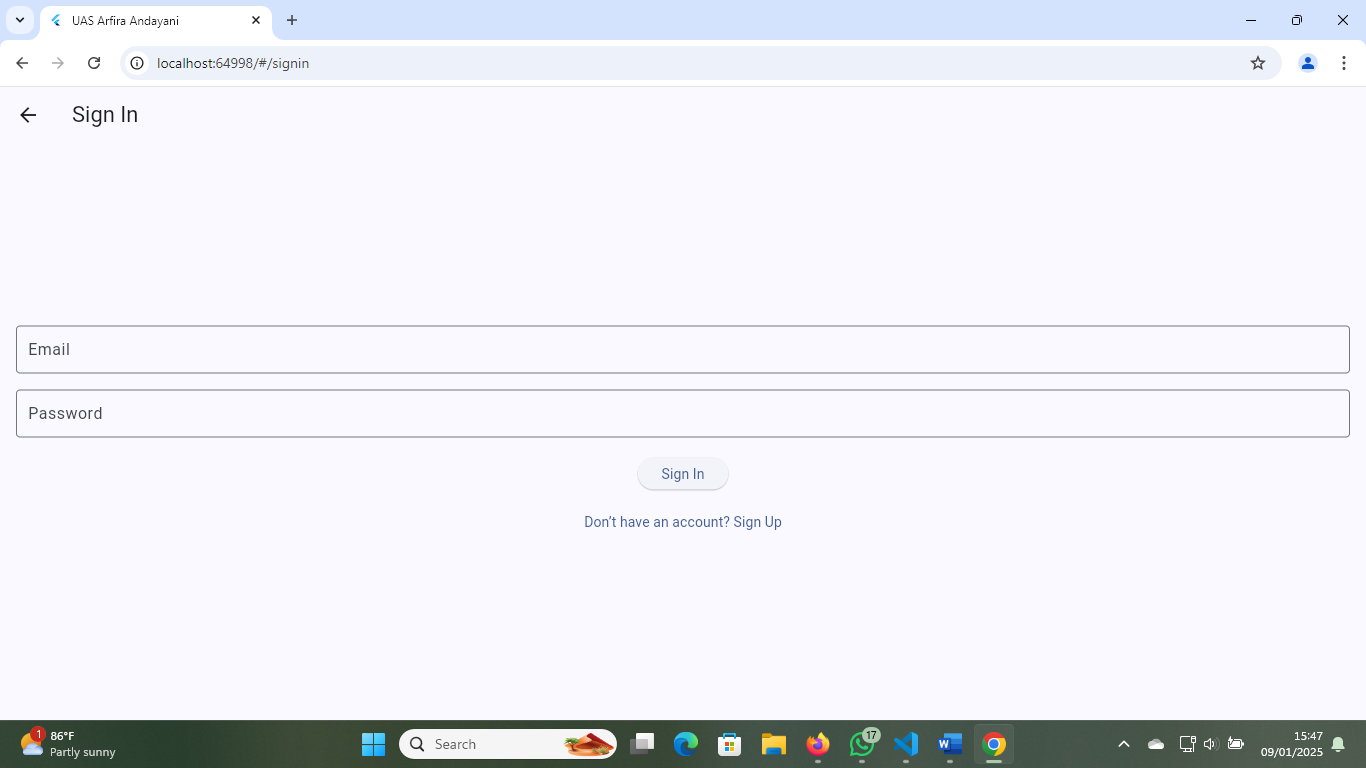 UAS Arfira Andayani
localhost:64998/#/signin
Sign In
Email
Password
Sign In
Don't have an account? Sign Up
1
86°F
Partly sunny
Search
17
15:47
09/01/2025